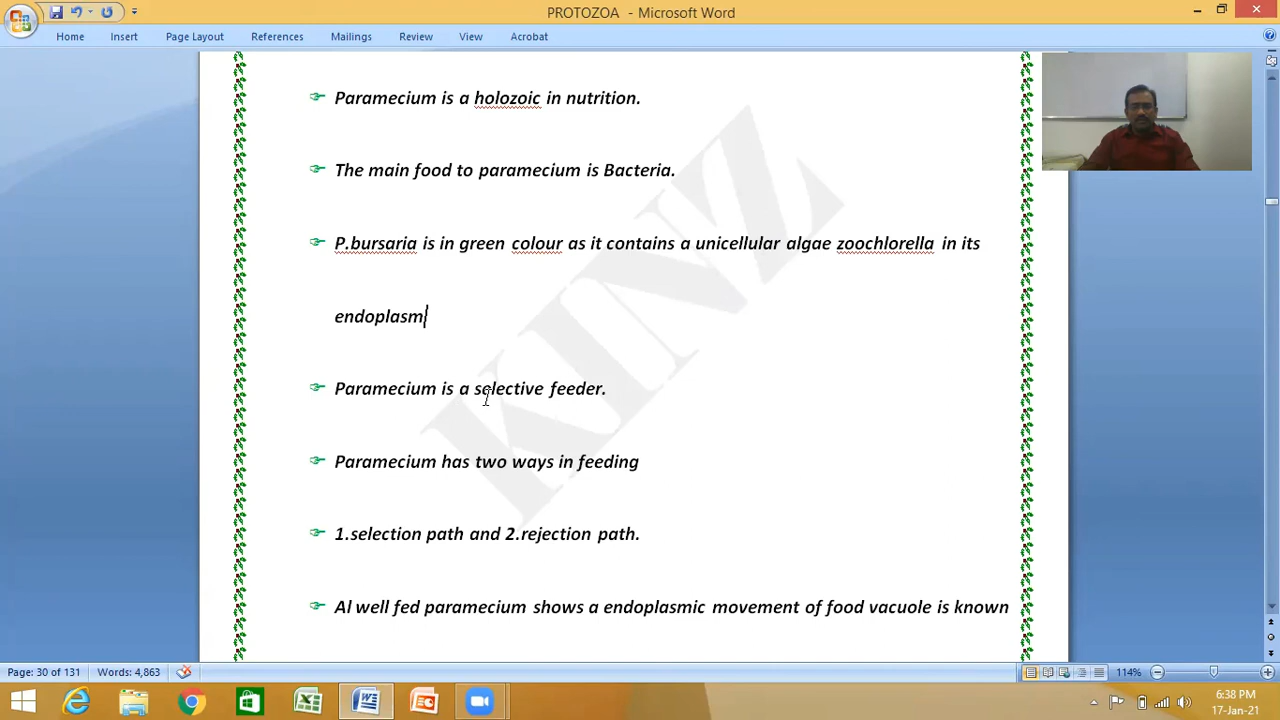 PROTOZOA - Microsoft Word
Home Insert Page Layout References Mailings Review View Acrobat
Paramecium is a holozoic in nutrition.
The main food to paramecium is Bacteria.
P.bursaria is in green colour as it contains a unicellular algae zoochlorella in its
endoplasm
Paramecium is a selective feeder.
Paramecium has two ways in feeding
1.selection path and 2.rejection path.
Al well fed paramecium shows a endoplasmic movement of food vacuole is known
KINZ
Page: 30 of 131 Words: 4,863 114%
6:38 PM
17-Jan-21